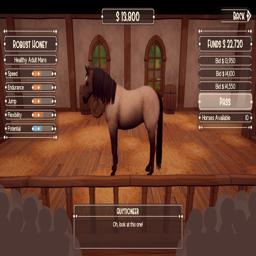 $ 13,800
BACK
ROBUST HONEY
Healthy Adult Mare
Speed
Endurance
Jump
Flexibility
Potential
FUNDS $ 22,720
Bid $ 13,950
Bid $ 14,100
Bid $ 14,550
PASS
Horses Available 10
AUCTIONEER
Oh, look at this one!